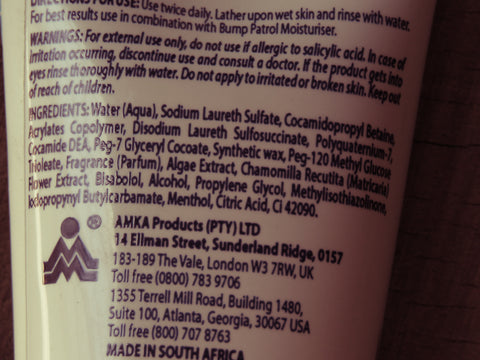 DIRECTIONS FOR USE: Use twice daily. Lather upon wet skin and rinse with water.
For best results use in combination with Bump Patrol Moisturiser.
WARNINGS: For external use only, do not use if allergic to salicylic acid. In case of
irritation occurring, discontinue use and consult a doctor. If the product gets into
eyes rinse thoroughly with water. Do not apply to irritated or broken skin. Keep out
of reach of children.
INGREDIENTS: Water (Aqua), Sodium Laureth Sulfate, Cocamidopropyl Betaine,
Acrylates Copolymer, Disodium Laureth Sulfosuccinate, Polyquaternium-7,
Cocamide DEA, Peg-7 Glyceryl Cocoate, Synthetic wax, Peg-120 Methyl Glucose
Trioleate, Fragrance (Parfum), Algae Extract, Chamomilla Recutita (Matricaria)
Flower Extract, Bisabolol, Alcohol, Propylene Glycol, Methylisothiazolinone,
Iodopropynyl Butylcarbamate, Menthol, Citric Acid, CI 42090.
®
AMKA Products (PTY) LTD
14 Ellman Street, Sunderland Ridge, 0157
183-189 The Vale, London W3 7RW, UK
Toll free (0800) 783 9706
1355 Terrell Mill Road, Building 1480,
Suite 100, Atlanta, Georgia, 30067 USA
Toll free (800) 707 8763
MADE IN SOUTH AFRICA